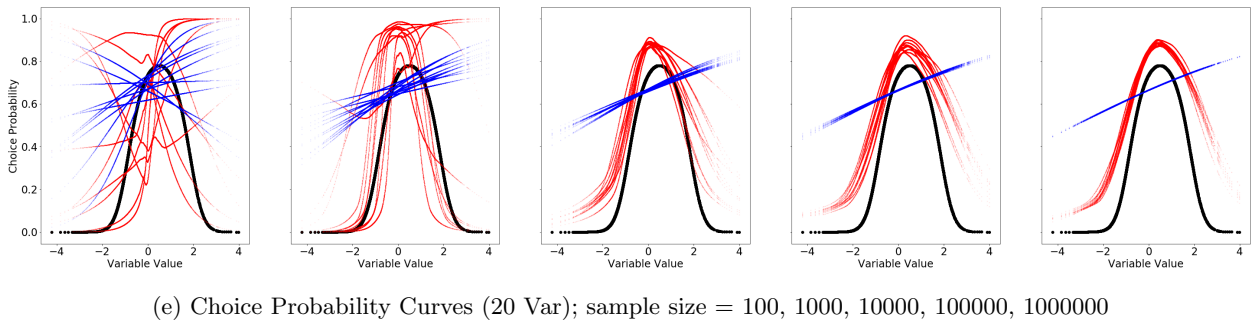 1.0
0.8
0.6
0.4
0.2
0.0
Choice Probability
−4 −2 0 2 4 −4 −2 0 2 4 −4 −2 0 2 4 −4 −2 0 2 4 −4 −2 0 2 4
Variable Value Variable Value Variable Value Variable Value Variable Value
(e) Choice Probability Curves (20 Var); sample size = 100, 1000, 10000, 100000, 1000000